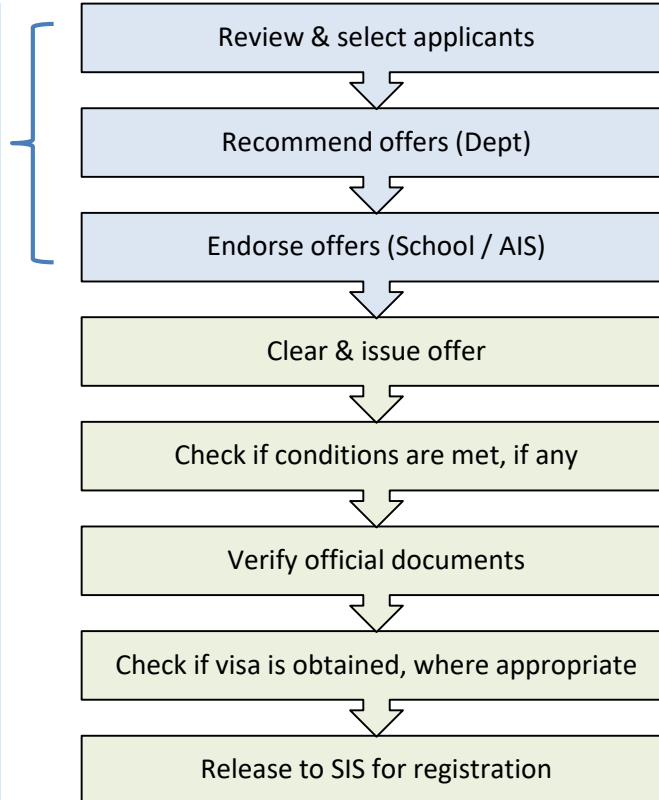 Review & select applicants
Recommend offers (Dept)
Endorse offers (School / AIS)
Clear & issue offer
Check if conditions are met, if any
Verify official documents
Check if visa is obtained, where appropriate
Release to SIS for registration